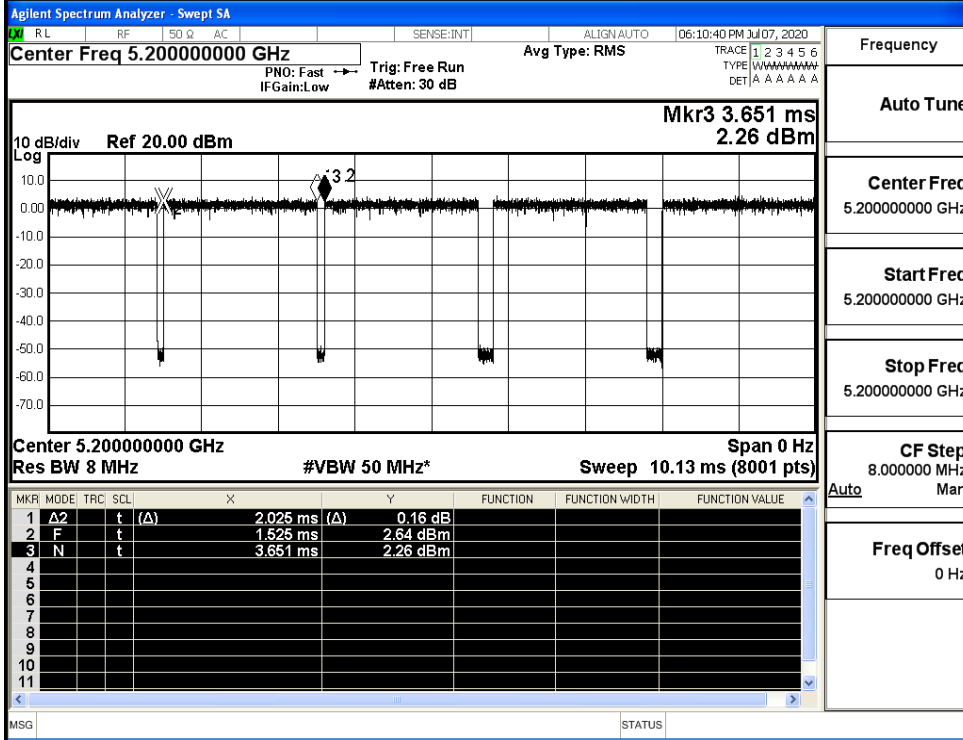 Agilent Spectrum Analyzer - Swept SA
LXI RL RF 50 Ω AC SENSE:INT ALIGN AUTO 06:10:40 PM Jul 07, 2020
Center Freq 5.200000000 GHz
PNO: Fast
IFGain:Low
Trig: Free Run
#Atten: 30 dB
Avg Type: RMS
TRACE 1 2 3 4 5 6
TYPE WWWWWW
DET A A A A A A
Mkr3 3.651 ms
2.26 dBm
10 dB/div Ref 20.00 dBm
Log
10.0
0.00
-10.0
-20.0
-30.0
-40.0
-50.0
-60.0
-70.0
Center 5.200000000 GHz Span 0 Hz
Res BW 8 MHz #VBW 50 MHz* Sweep 10.13 ms (8001 pts)
MKR MODE TRC SCL X Y FUNCTION FUNCTION WIDTH FUNCTION VALUE
1 Δ2 t (Δ) 2.025 ms (Δ) 0.16 dB
2 F t 1.525 ms 2.64 dBm
3 N t 3.651 ms 2.26 dBm
4
5
6
7
8
9
10
11
MSG STATUS
Frequency
Auto Tune
Center Freq
5.200000000 GHz
Start Freq
5.200000000 GHz
Stop Freq
5.200000000 GHz
CF Step
8.000000 MHz
Auto Man
Freq Offset
0 Hz